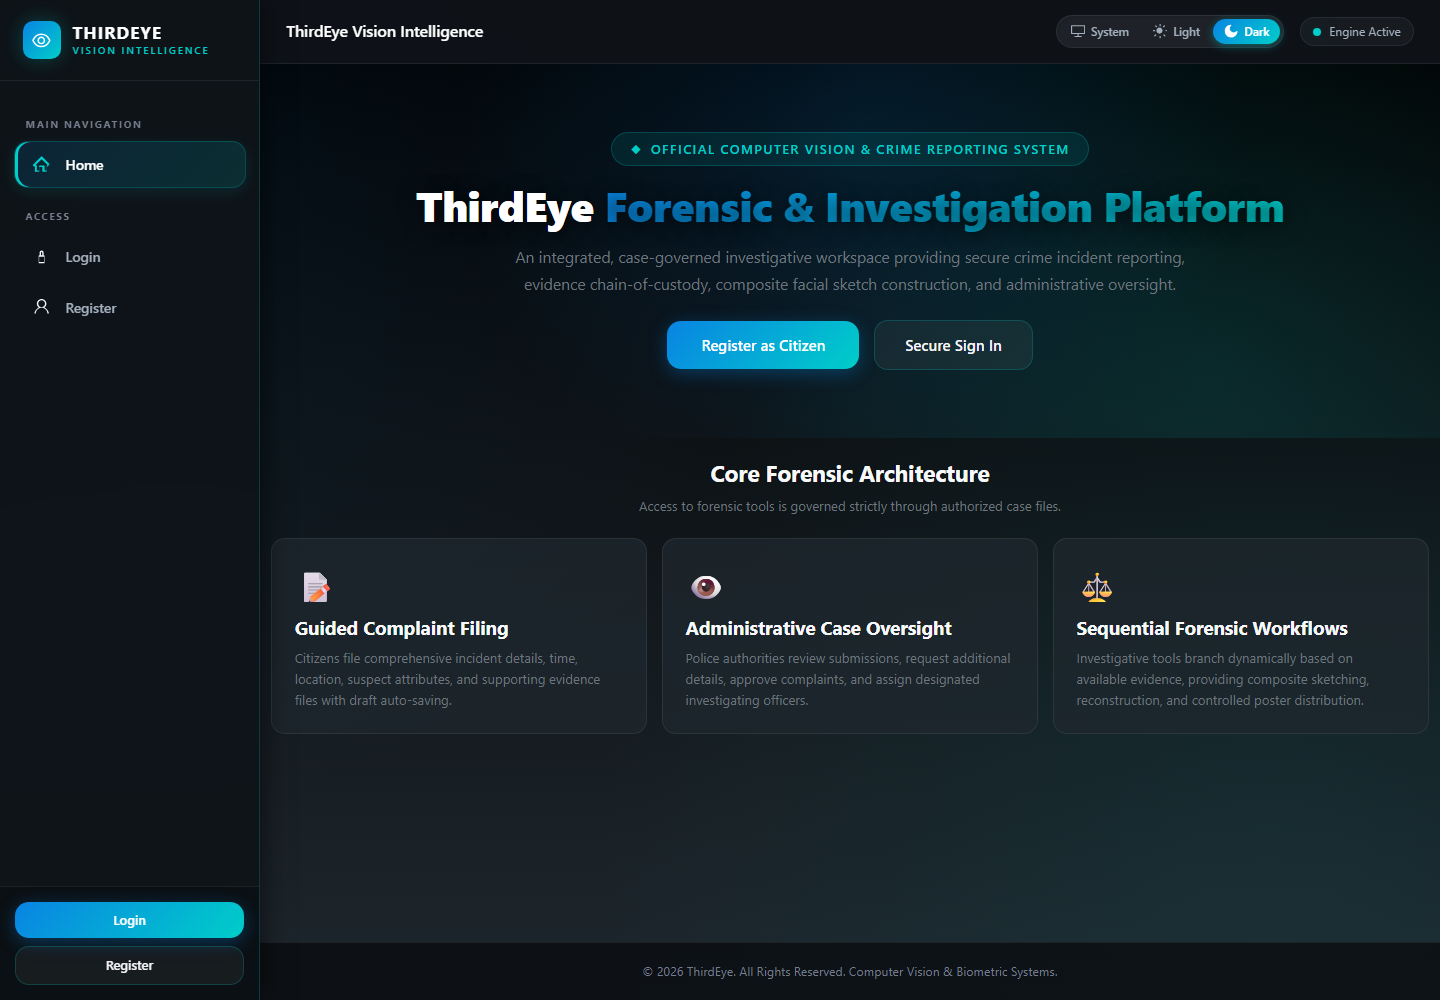 THIRDEYE
VISION INTELLIGENCE
MAIN NAVIGATION
Home
ACCESS
Login
Register
Login
Register
ThirdEye Vision Intelligence
System
Light
Dark
Engine Active
OFFICIAL COMPUTER VISION & CRIME REPORTING SYSTEM
ThirdEye Forensic & Investigation Platform
An integrated, case-governed investigative workspace providing secure crime incident reporting,
evidence chain-of-custody, composite facial sketch construction, and administrative oversight.
Register as Citizen
Secure Sign In
Core Forensic Architecture
Access to forensic tools is governed strictly through authorized case files.
Guided Complaint Filing
Citizens file comprehensive incident details, time,
location, suspect attributes, and supporting evidence
files with draft auto-saving.
Administrative Case Oversight
Police authorities review submissions, request additional
details, approve complaints, and assign designated
investigating officers.
Sequential Forensic Workflows
Investigative tools branch dynamically based on
available evidence, providing composite sketching,
reconstruction, and controlled poster distribution.
© 2026 ThirdEye. All Rights Reserved. Computer Vision & Biometric Systems.